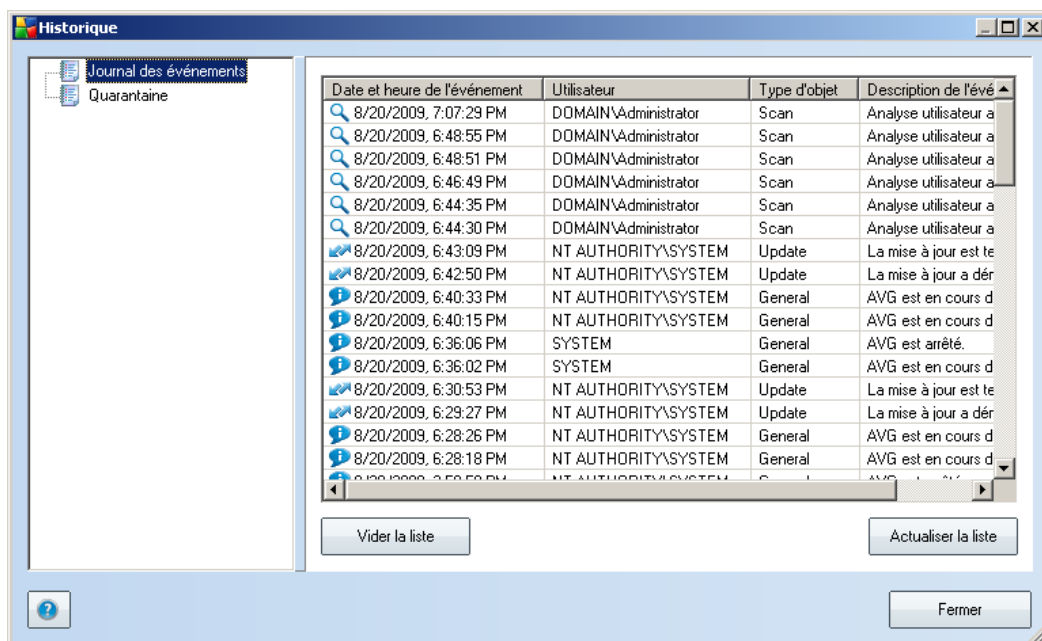 Historique
Journal des événements
Quarantaine
Date et heure de l'événement Utilisateur Type d'objet Description de l'évé
8/20/2009, 7:07:29 PM DOMAIN\Administrator Scan Analyse utilisateur a
8/20/2009, 6:48:55 PM DOMAIN\Administrator Scan Analyse utilisateur a
8/20/2009, 6:48:51 PM DOMAIN\Administrator Scan Analyse utilisateur a
8/20/2009, 6:46:49 PM DOMAIN\Administrator Scan Analyse utilisateur a
8/20/2009, 6:44:35 PM DOMAIN\Administrator Scan Analyse utilisateur a
8/20/2009, 6:44:30 PM DOMAIN\Administrator Scan Analyse utilisateur a
8/20/2009, 6:43:09 PM NT AUTHORITY\SYSTEM Update La mise à jour est te
8/20/2009, 6:42:50 PM NT AUTHORITY\SYSTEM Update La mise à jour a dér
8/20/2009, 6:40:33 PM NT AUTHORITY\SYSTEM General AVG est en cours d
8/20/2009, 6:40:15 PM NT AUTHORITY\SYSTEM General AVG est en cours d
8/20/2009, 6:36:06 PM SYSTEM General AVG est arrêté.
8/20/2009, 6:36:02 PM SYSTEM General AVG est en cours d
8/20/2009, 6:30:53 PM NT AUTHORITY\SYSTEM Update La mise à jour est te
8/20/2009, 6:29:27 PM NT AUTHORITY\SYSTEM Update La mise à jour a dér
8/20/2009, 6:28:26 PM NT AUTHORITY\SYSTEM General AVG est en cours d
8/20/2009, 6:28:18 PM NT AUTHORITY\SYSTEM General AVG est en cours d
Vider la liste Actualiser la liste
Fermer